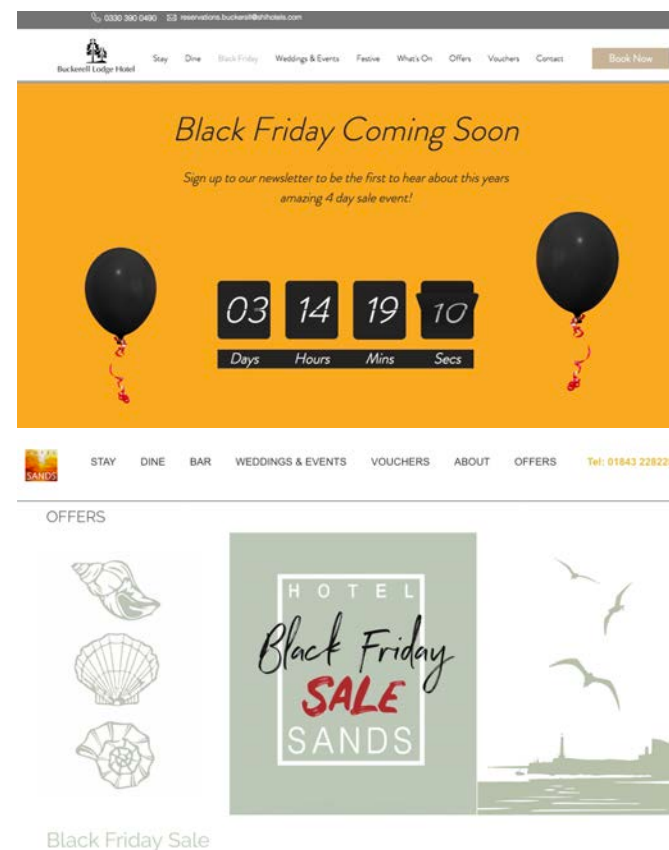 0330 390 0490 reservations.buckerell@shhotels.com
Buckerell Lodge Hotel
Stay Dine Black Friday Weddings & Events Festive What's On Offers Vouchers Contact Book Now
Black Friday Coming Soon
Sign up to our newsletter to be the first to hear about this years
amazing 4 day sale event!
03 14 19 10
Days Hours Mins Secs
SANDS STAY DINE BAR WEDDINGS & EVENTS VOUCHERS ABOUT OFFERS Tel: 01843 22822
OFFERS
HOTEL
Black Friday
SALE
SANDS
Black Friday Sale